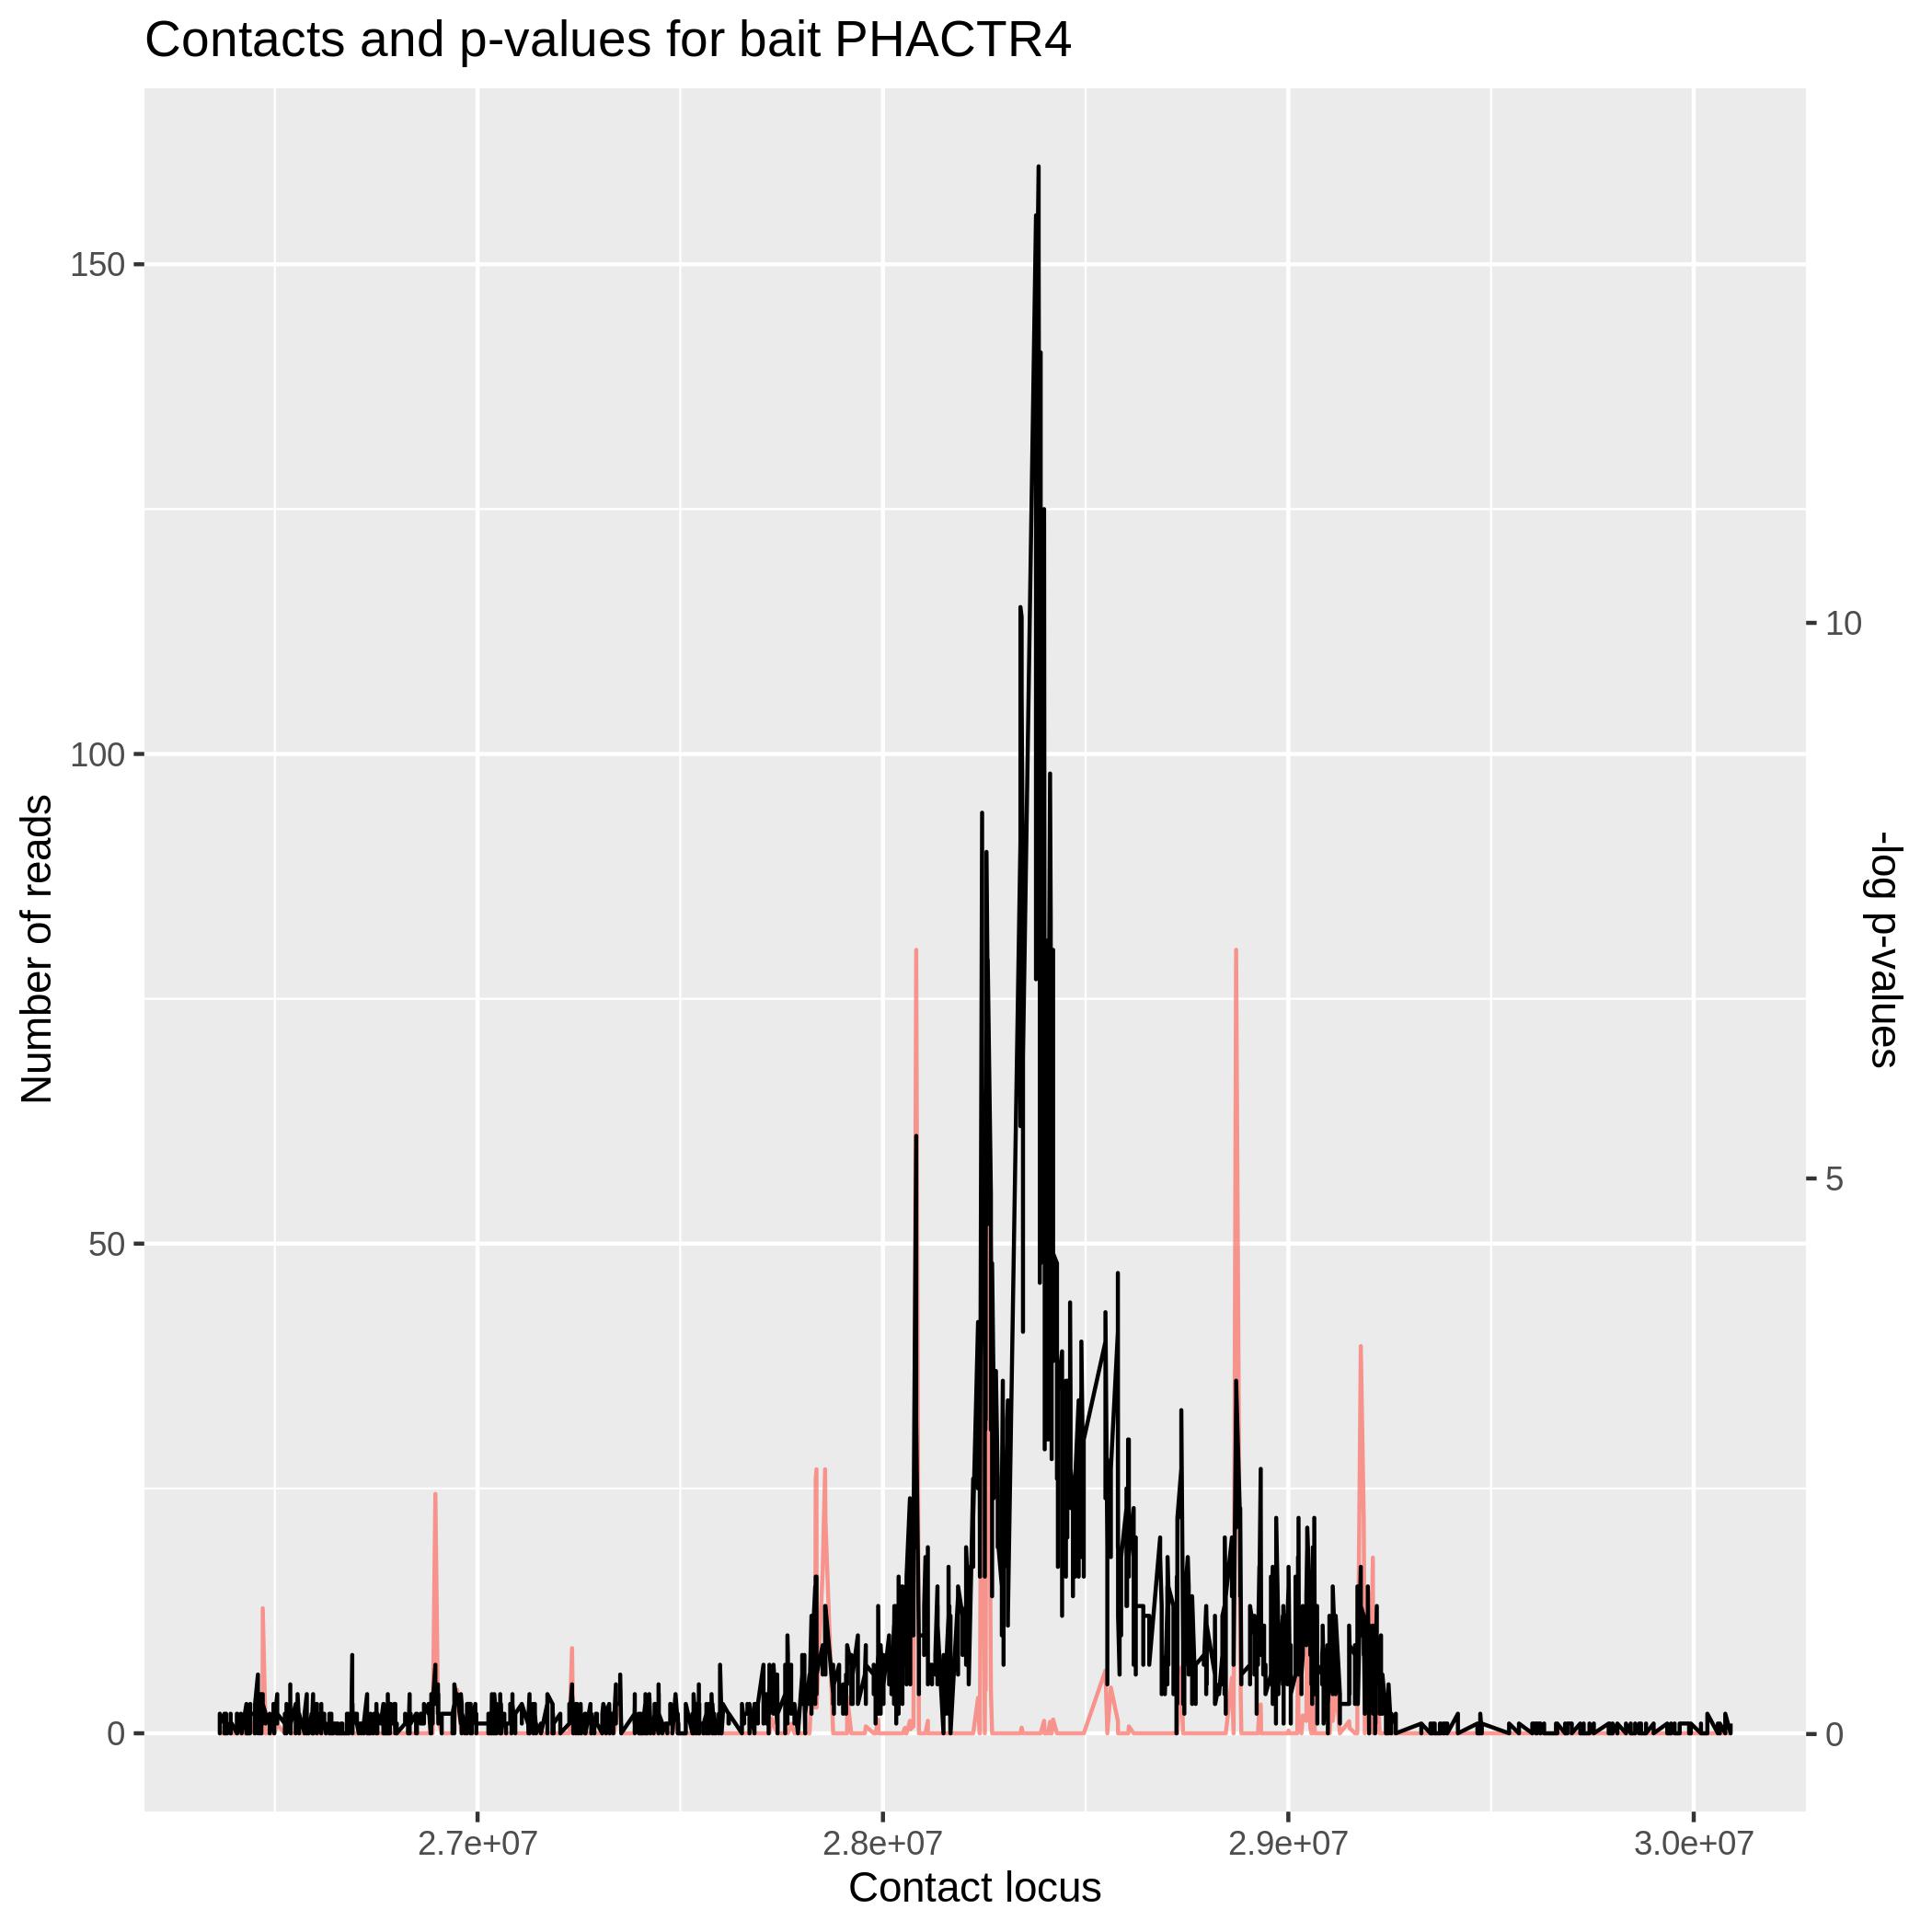 Contacts and p-values for bait PHACTR4
150
100
50
0
Number of reads
10
5
0
-log p-values
2.7e+07
2.8e+07
2.9e+07
3.0e+07
Contact locus